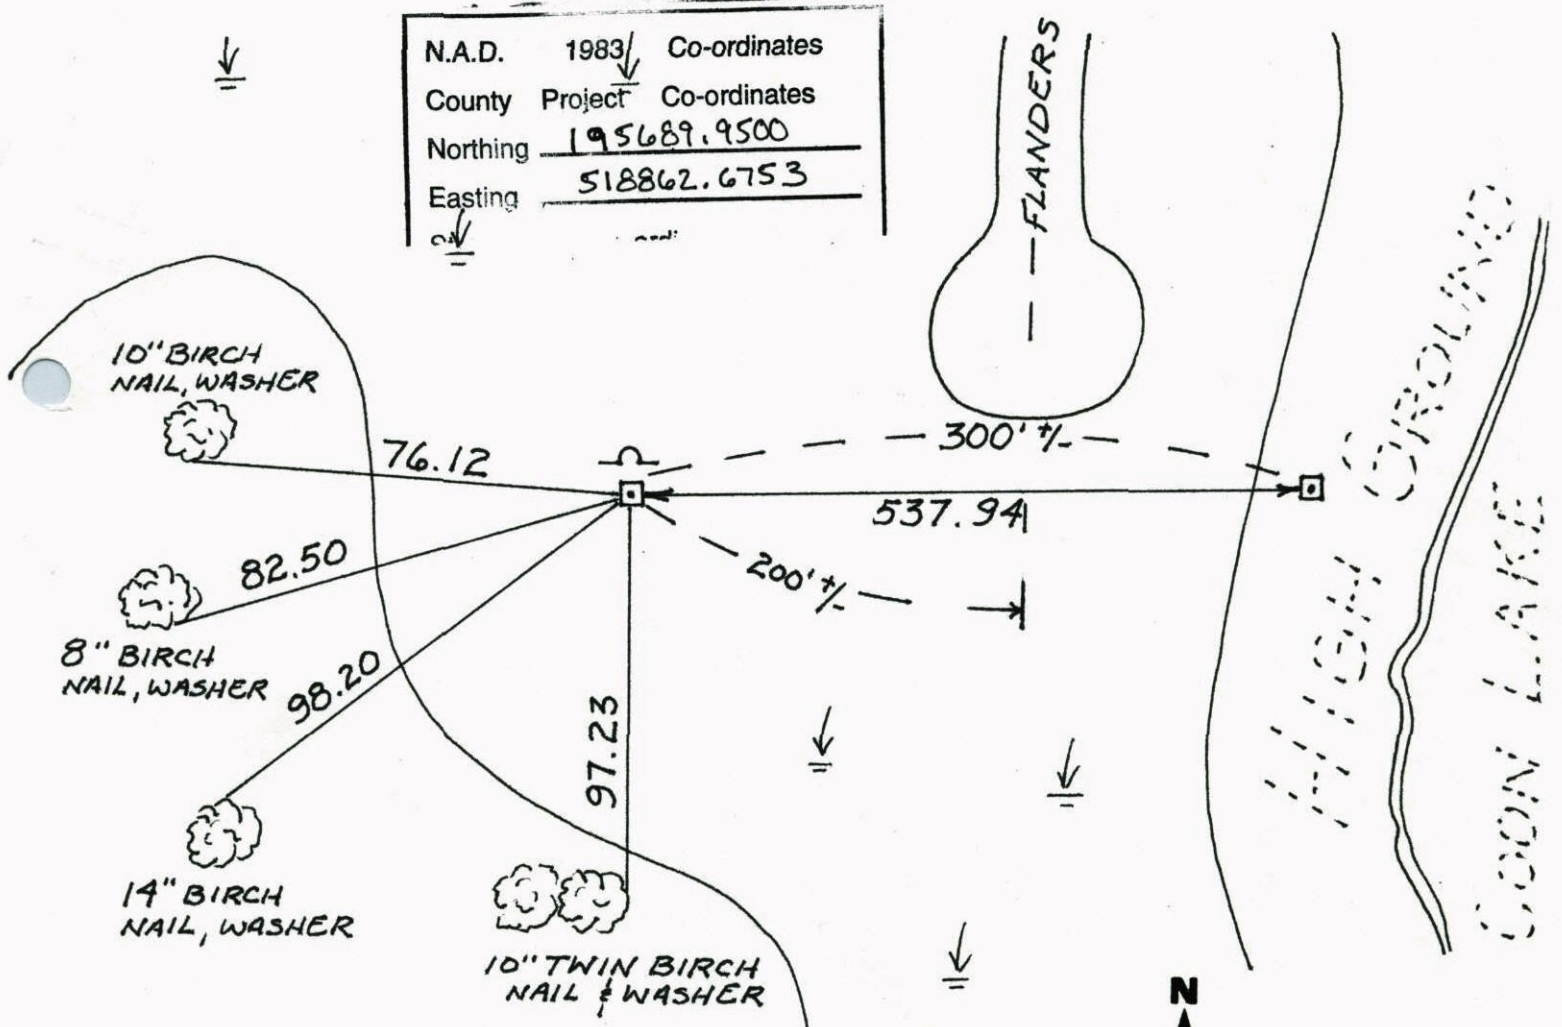 N.A.D. 1983 Co-ordinates
County Project Co-ordinates
Northing 195689.9500
Easting 518862.6753
FLANDERS
10" BIRCH
NAIL, WASHER
76.12
300' +/-
537.94
82.50
200' +/-
8" BIRCH
NAIL, WASHER
98.20
97.23
14" BIRCH
NAIL, WASHER
10" TWIN BIRCH
NAIL & WASHER
HIGH GROUND
COON LAKE
N